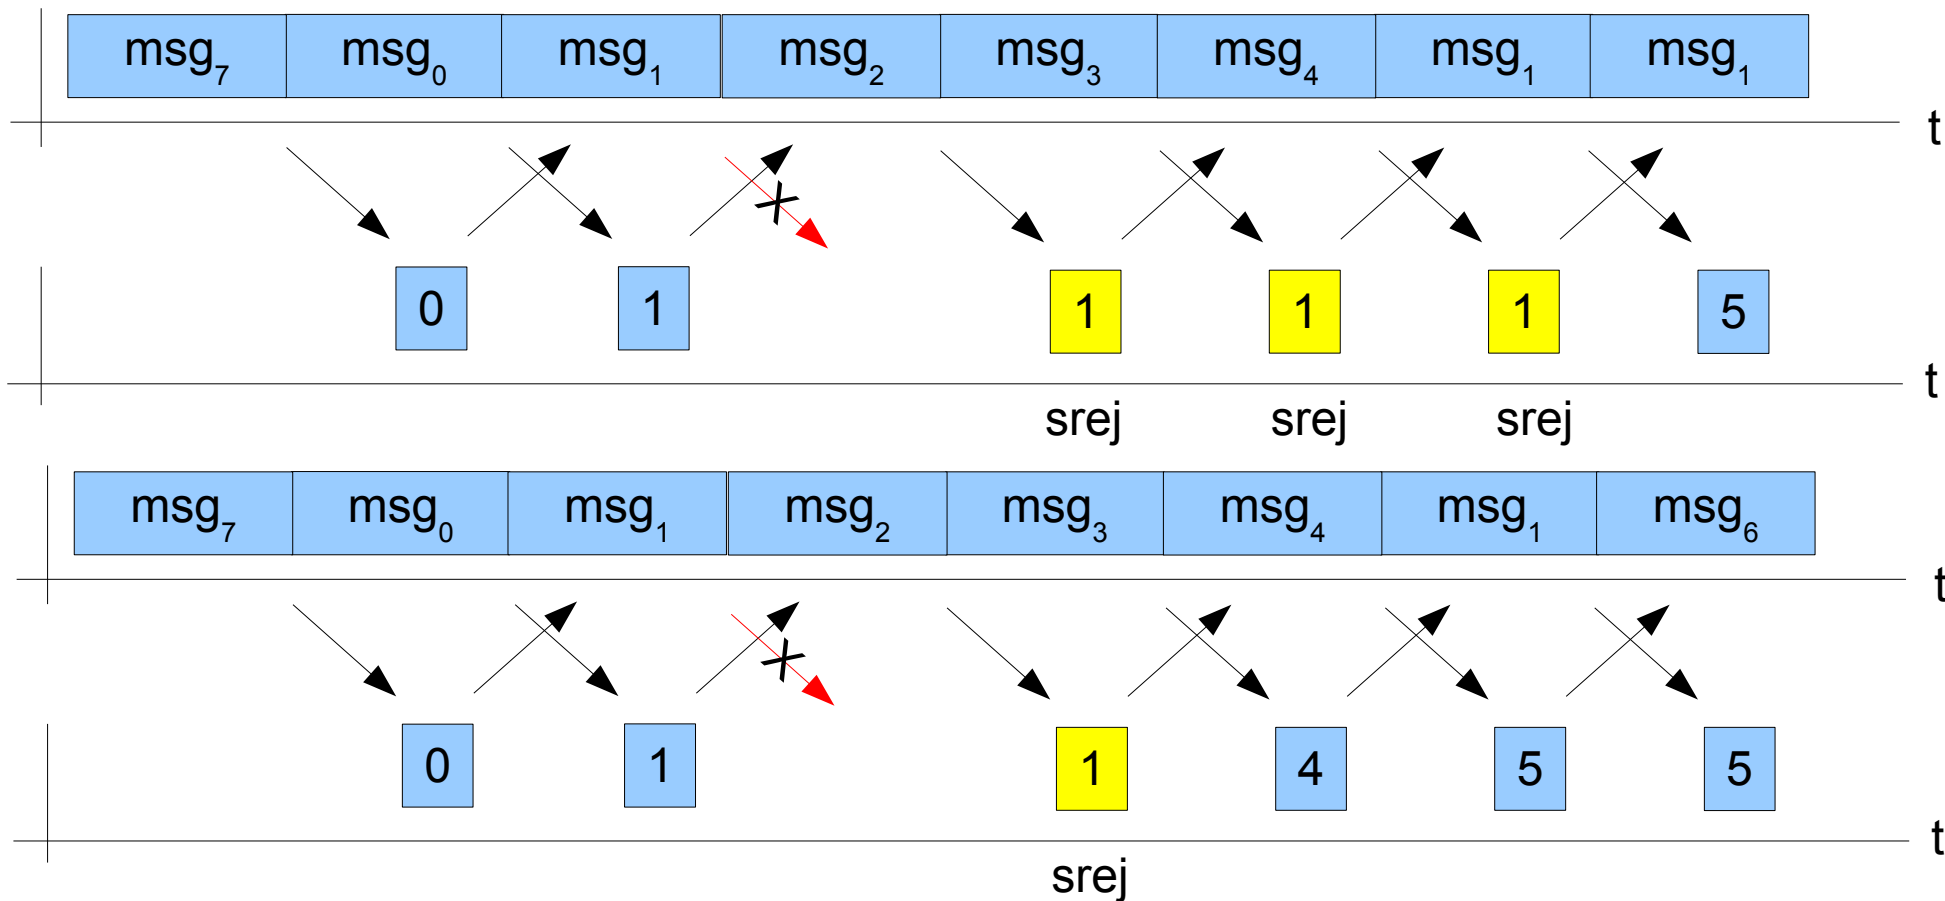 msg₇ msg₀ msg₁ msg₂ msg₃ msg₄ msg₁ msg₁
t
0 1 1 1 1 5
t
srej srej srej
msg₇ msg₀ msg₁ msg₂ msg₃ msg₄ msg₁ msg₆
t
0 1 1 4 5 5
t
srej